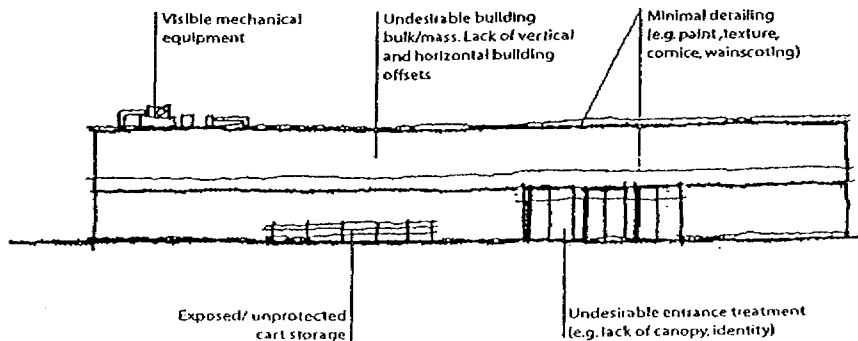 Visible mechanical
equipment
Undesirable building
bulk/mass. Lack of vertical
and horizontal building
offsets
Minimal detailing
(e.g. paint, texture,
cornice, wainscoting)
Exposed/ unprotected
cart storage
Undesirable entrance treatment
(e.g. lack of canopy, identity)